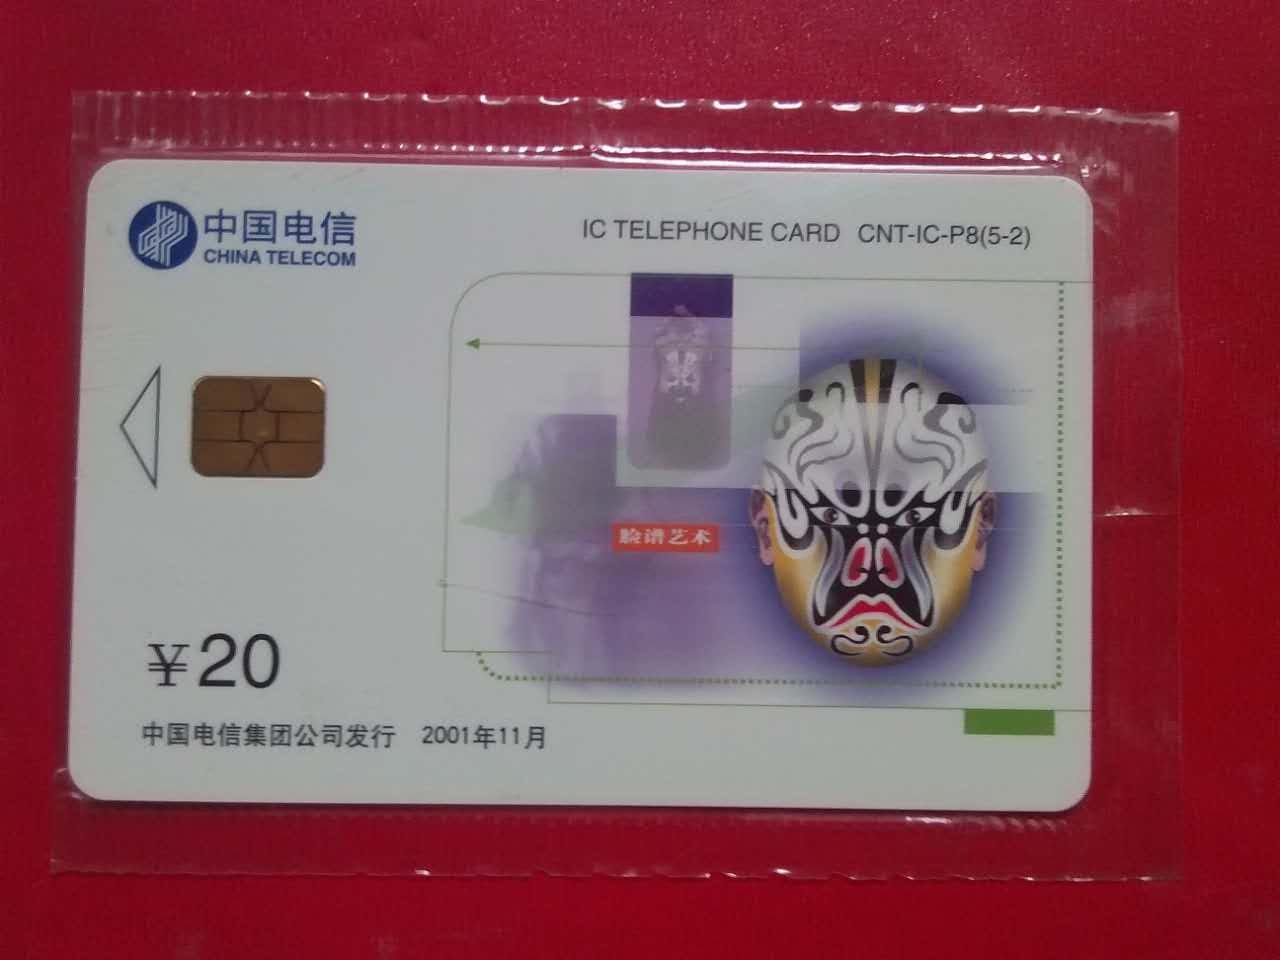 中国电信
CHINA TELECOM
IC TELEPHONE CARD CNT-IC-P8(5-2)
脸谱艺术
¥20
中国电信集团公司发行 2001年11月